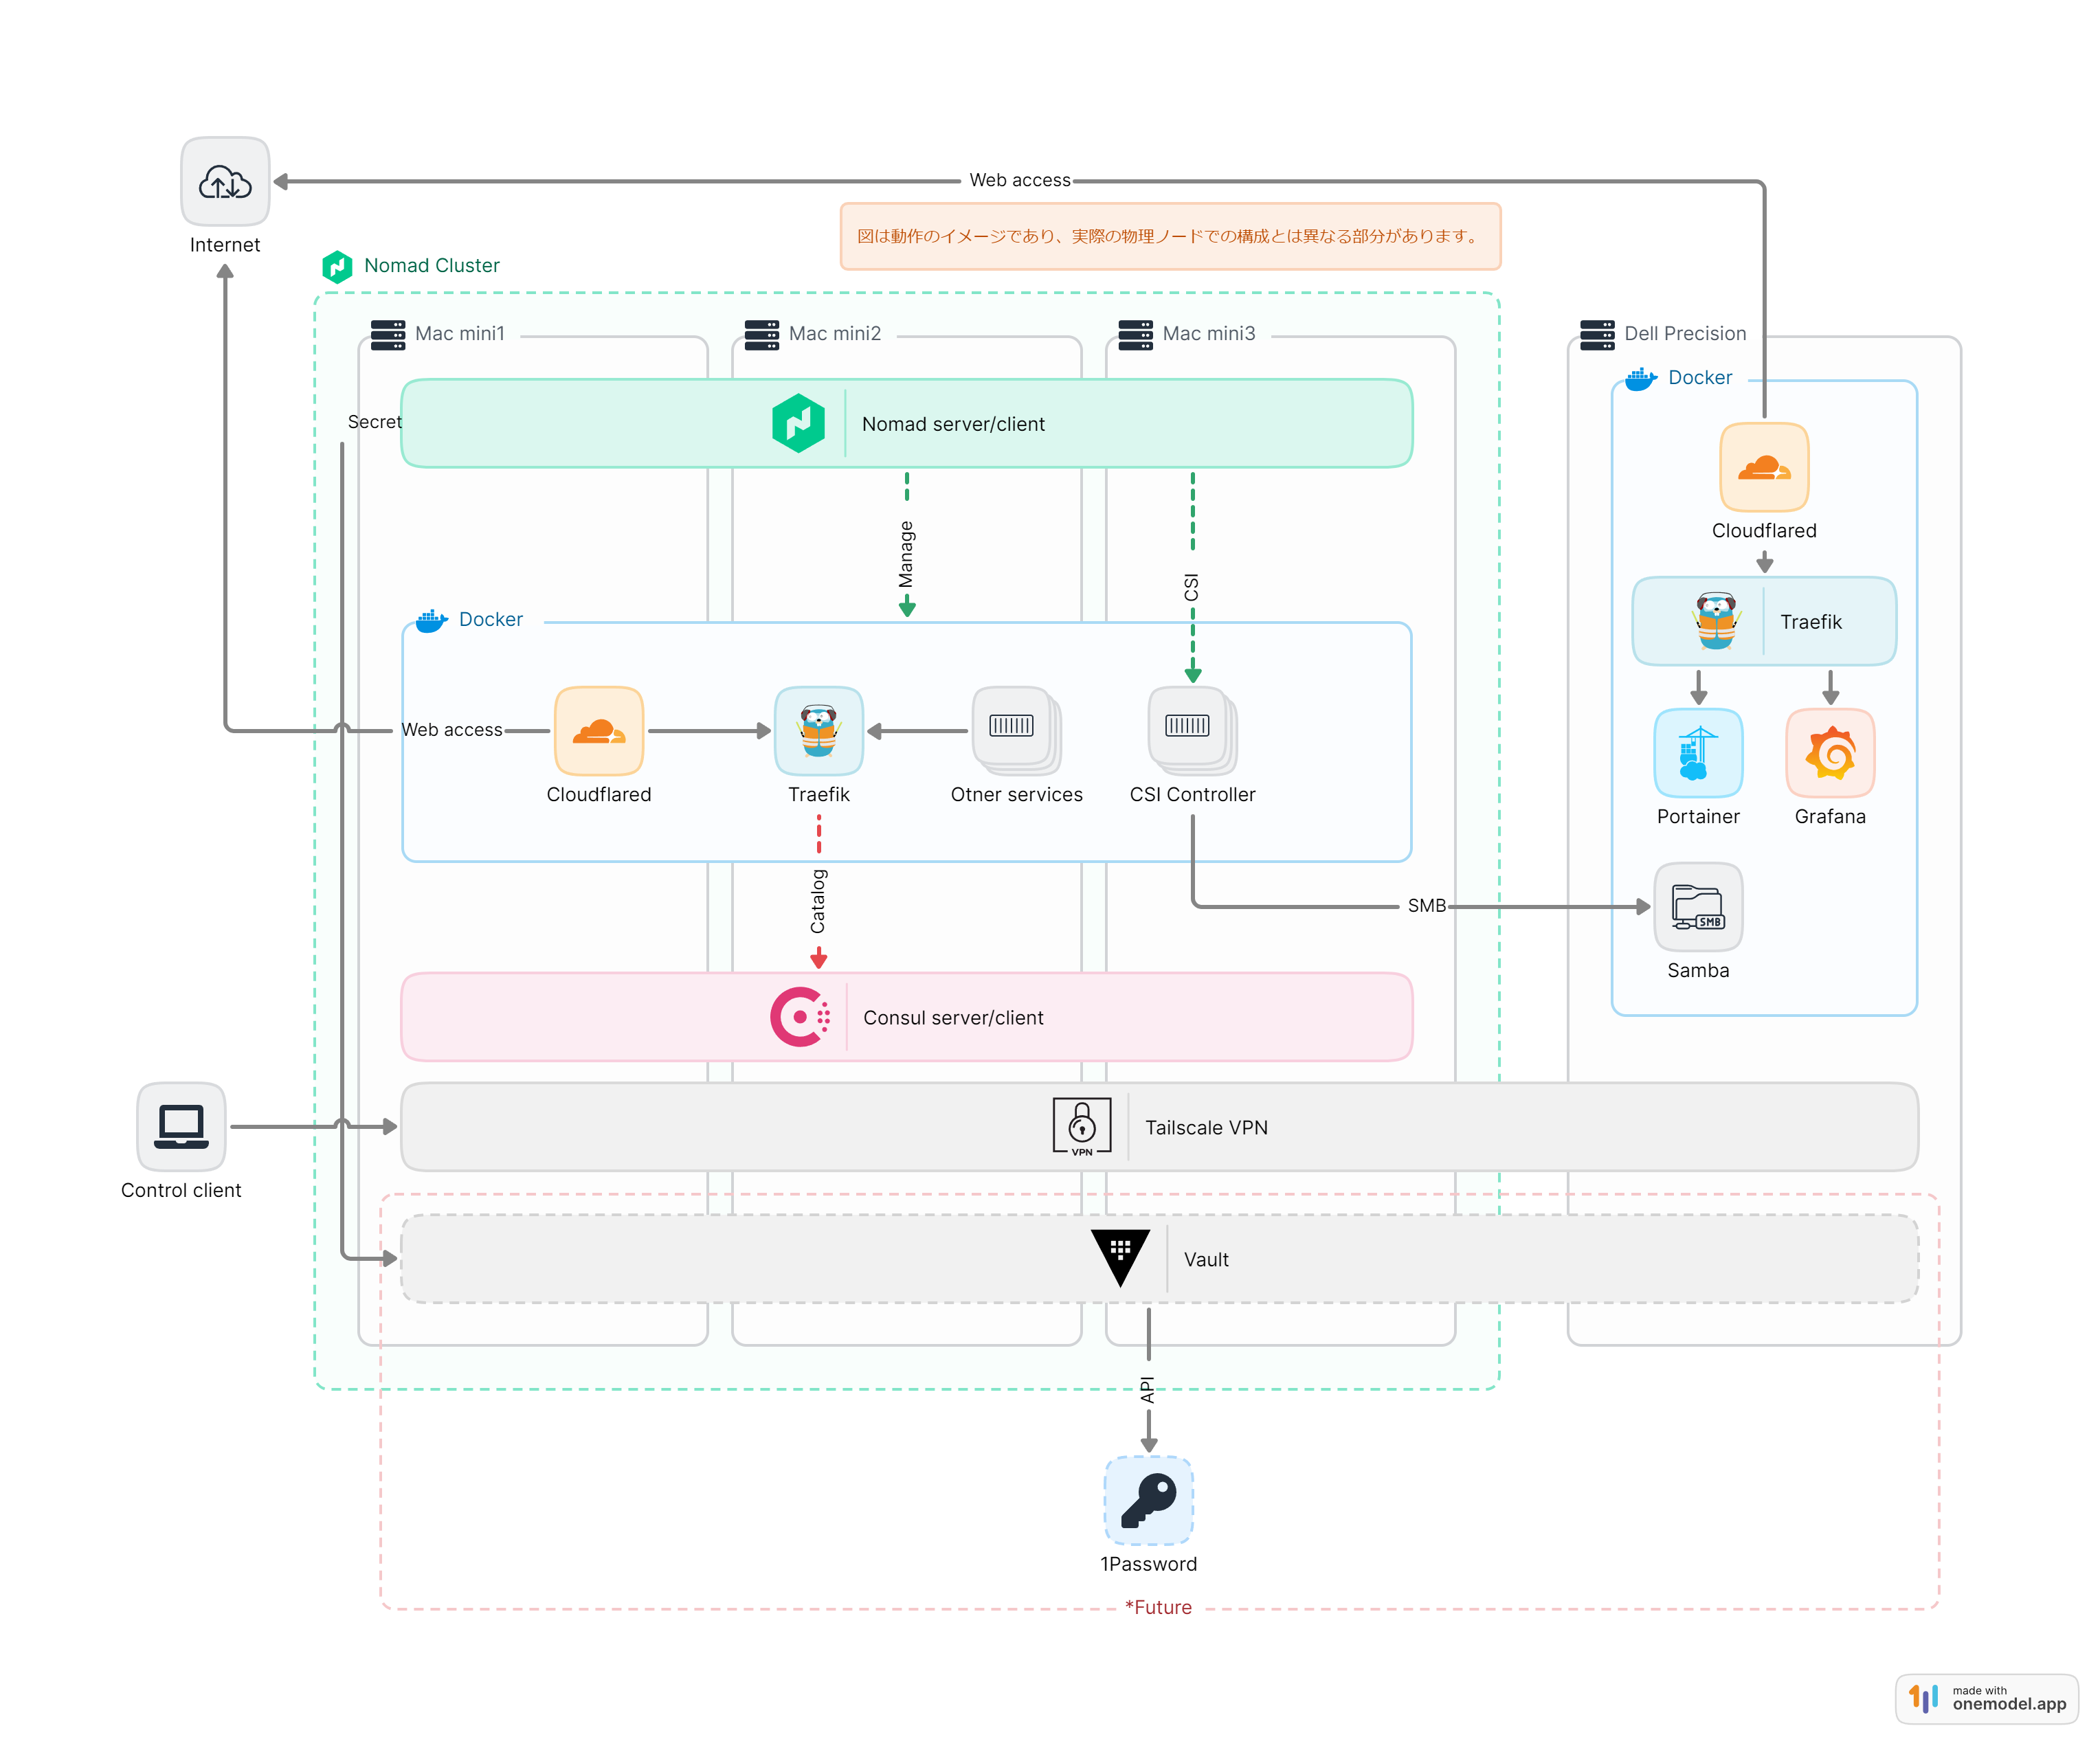 Web access
Internet
図は動作のイメージであり、実際の物理ノードでの構成とは異なる部分があります。
Nomad Cluster
Mac mini1
Mac mini2
Mac mini3
Dell Precision
Docker
Secret
Nomad server/client
Cloudflared
Manage
CSI
Traefik
Docker
Web access
Cloudflared
Traefik
Otner services
CSI Controller
Portainer
Grafana
Catalog
SMB
SMB
Samba
Consul server/client
VPN
Tailscale VPN
Control client
Vault
API
1Password
*Future
made with
onemodel.app